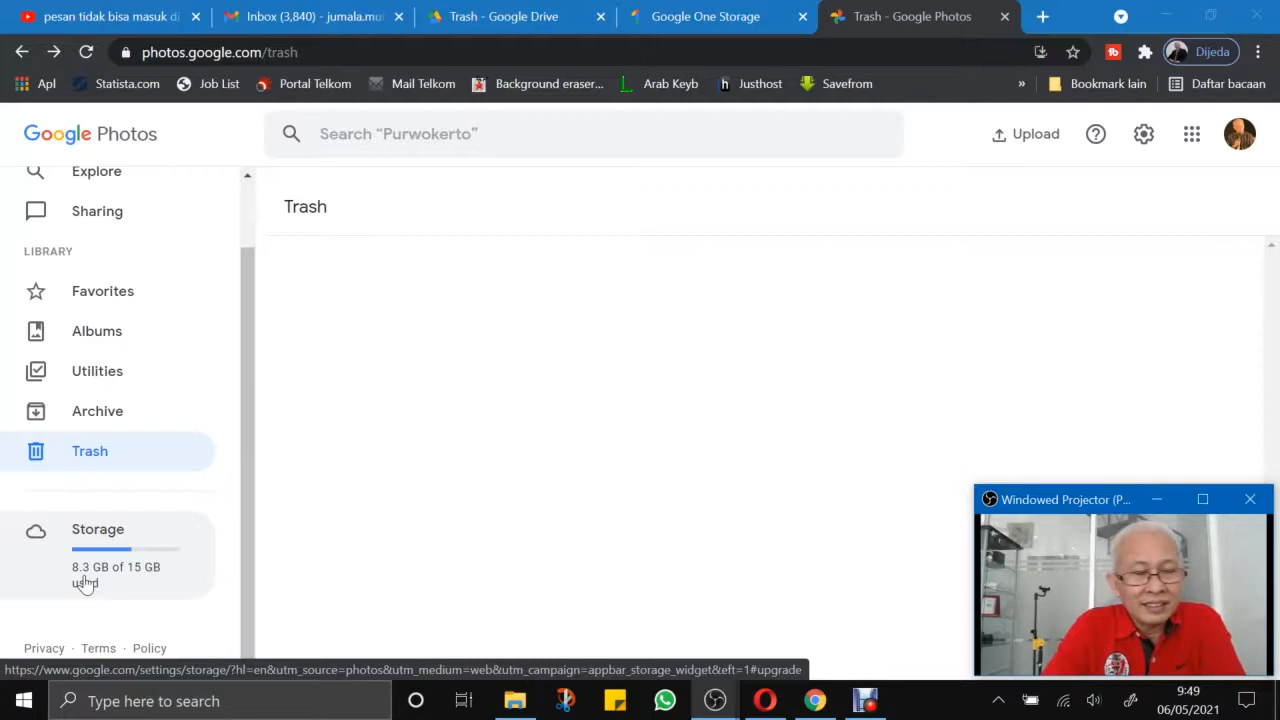 pesan tidak bisa masuk di
Inbox (3,840) - jumala.mul
Trash - Google Drive
Google One Storage
Trash - Google Photos
photos.google.com/trash
Dijeda
Apl
Statista.com
Job List
Portal Telkom
Mail Telkom
Background eraser...
Arab Keyb
Justhost
Savefrom
»
Bookmark lain
Daftar bacaan
Google Photos
Search “Purwokerto”
Upload
Explore
Sharing
LIBRARY
Favorites
Albums
Utilities
Archive
Trash
Storage
8.3 GB of 15 GB
used
Privacy · Terms · Policy
Trash
Windowed Projector (P...
https://www.google.com/settings/storage/?hl=en&utm_source=photos&utm_medium=web&utm_campaign=appbar_storage_widget&eft=1#upgrade
Type here to search
9:49
06/05/2021